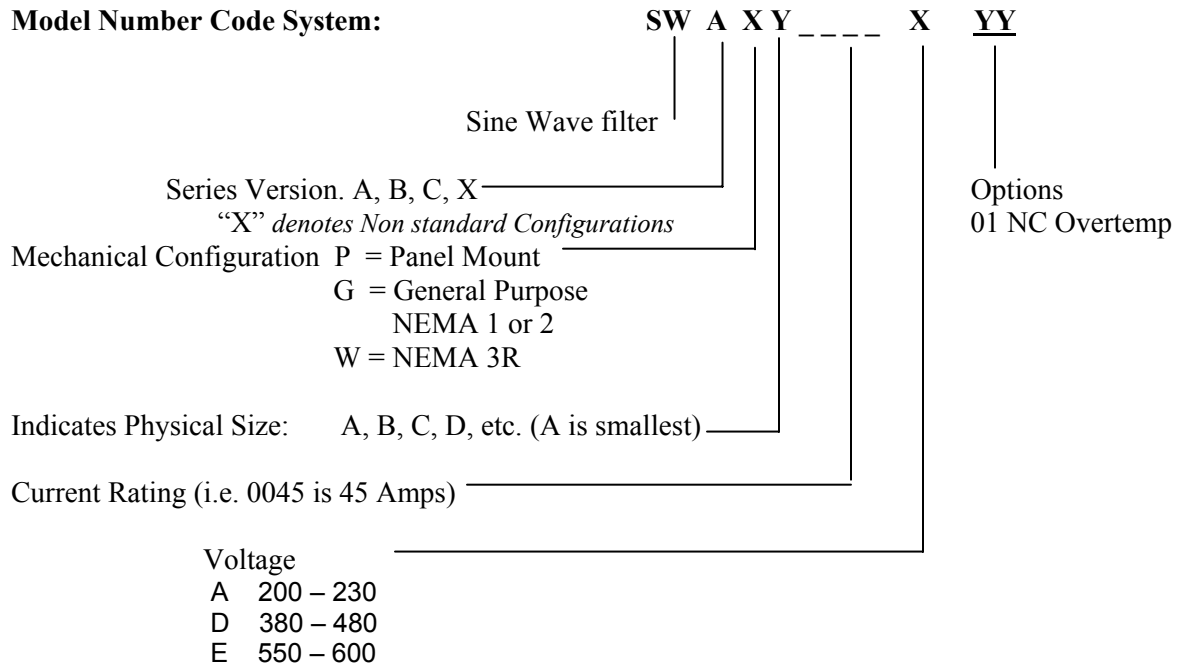 Model Number Code System: SW A X Y _ _ _ _ X YY
Sine Wave filter
Series Version. A, B, C, X
Options
“X” denotes Non standard Configurations
01 NC Overtemp
Mechanical Configuration P = Panel Mount
G = General Purpose
NEMA 1 or 2
W = NEMA 3R
Indicates Physical Size: A, B, C, D, etc. (A is smallest)
Current Rating (i.e. 0045 is 45 Amps)
Voltage
A 200 – 230
D 380 – 480
E 550 – 600